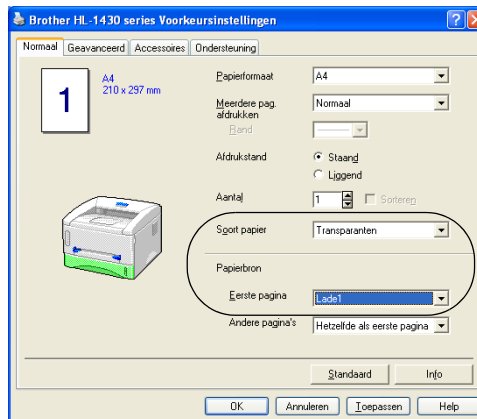 Brother HL-1430 series Voorkeursinstellingen
Normaal Geavanceerd Accessoires Ondersteuning
1
A4
210 x 297 mm
Papierformaat A4
Meerdere pag. afdrukken Normaal
Rand
Afdrukstand Staand
Liggend
Aantal 1 Sorteren
Soort papier Transparanten
Papierbron
Eerste pagina Lade1
Andere pagina's Hetzelfde als eerste pagina
Standaard Info
OK Annuleren Toepassen Help